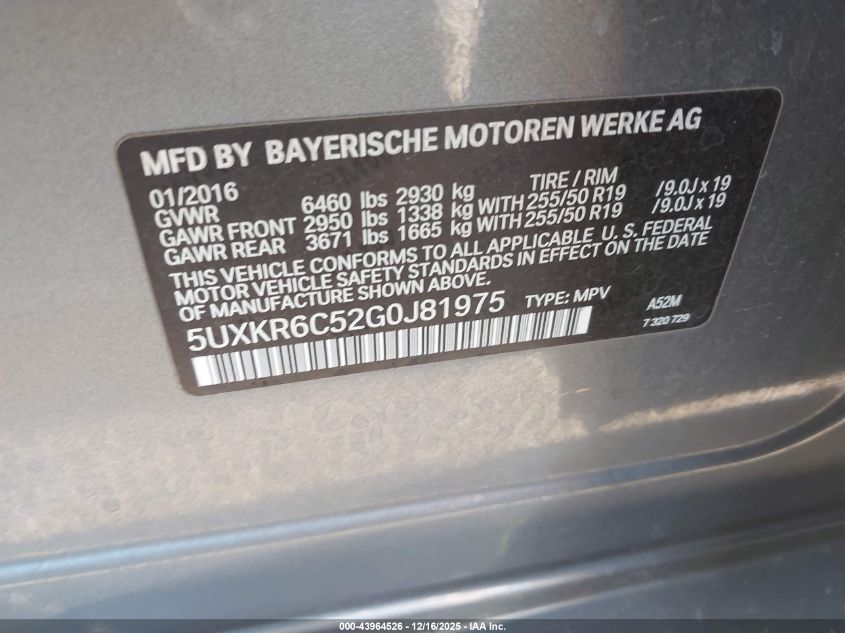 MFD BY BAYERISCHE MOTOREN WERKE AG
01/2016 TIRE / RIM
GVWR 6460 lbs 2930 kg
GAWR FRONT 2950 lbs 1338 kg WITH 255/50 R19 /9.0J x 19
GAWR REAR 3671 lbs 1665 kg WITH 255/50 R19 /9.0J x 19
THIS VEHICLE CONFORMS TO ALL APPLICABLE U. S. FEDERAL
MOTOR VEHICLE SAFETY STANDARDS IN EFFECT ON THE DATE
OF MANUFACTURE SHOWN ABOVE.
5UXKR6C52G0J81975 TYPE: MPV A52M
7 320 729
000-43964526 - 12/16/2025 - IAA Inc.